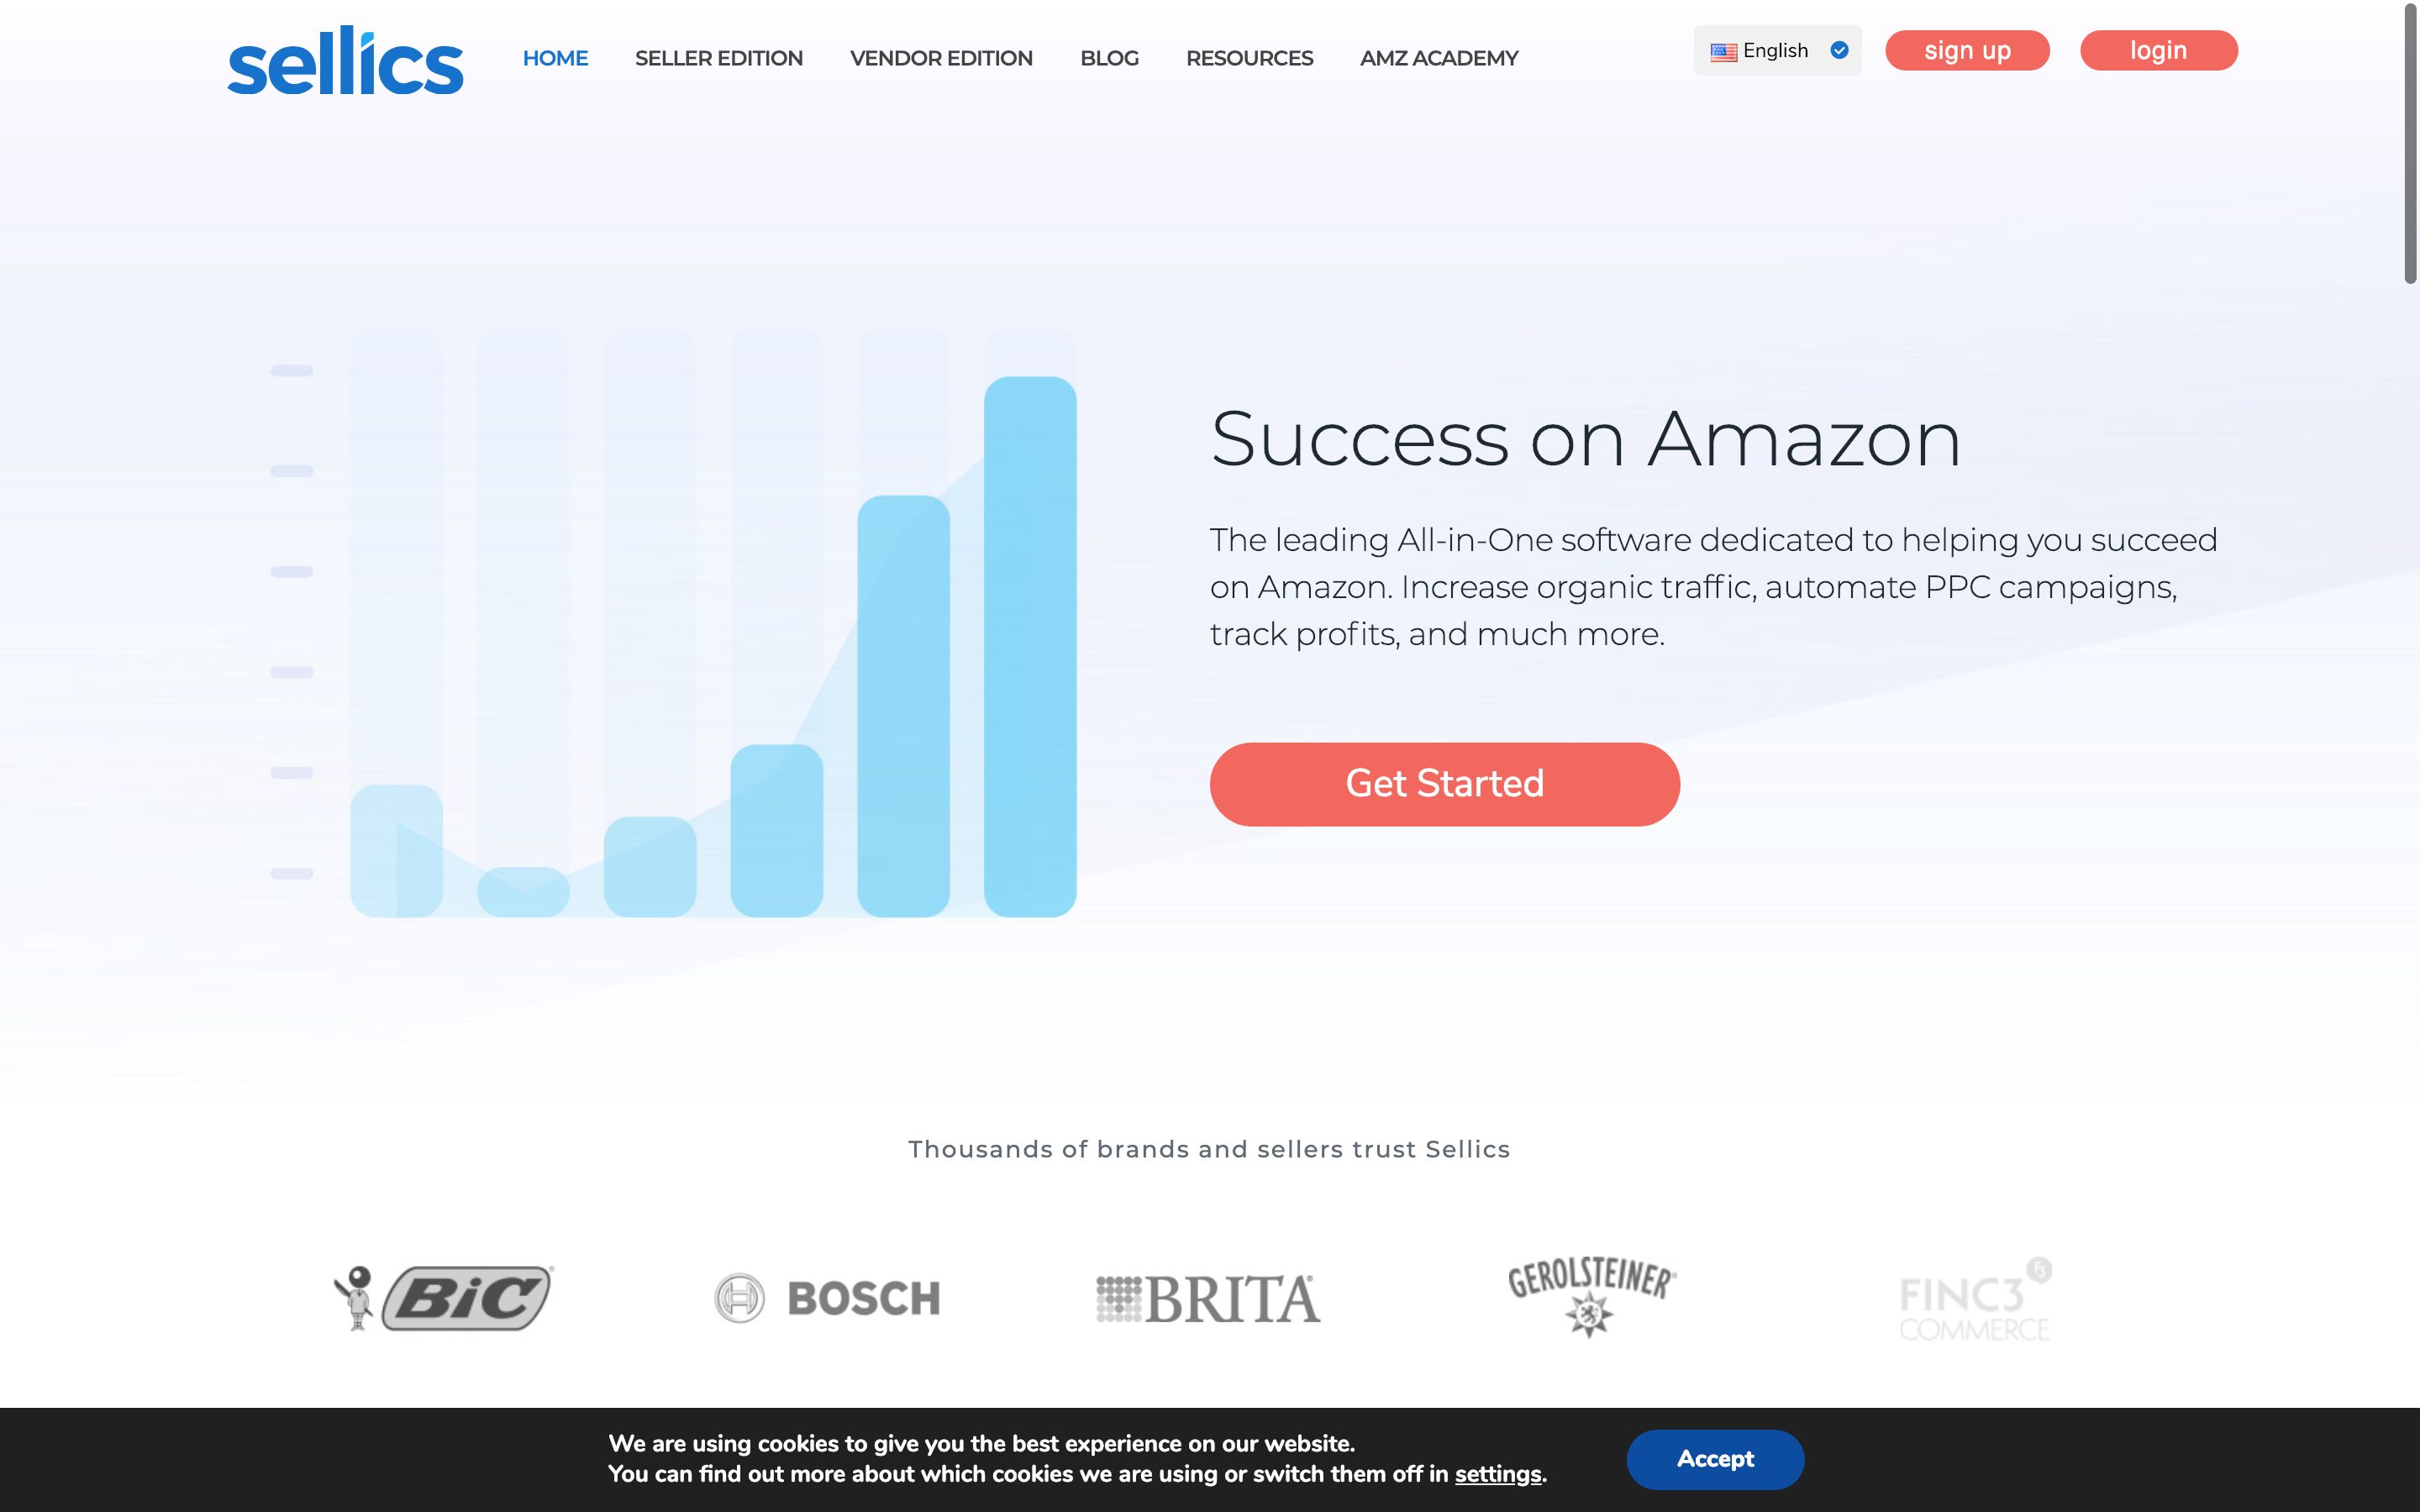 sellics
HOME
SELLER EDITION
VENDOR EDITION
BLOG
RESOURCES
AMZ ACADEMY
English
sign up
login
Success on Amazon
The leading All-in-One software dedicated to helping you succeed
on Amazon. Increase organic traffic, automate PPC campaigns,
track profits, and much more.
Get Started
Thousands of brands and sellers trust Sellics
BiC®
BOSCH
BRITA®
GEROLSTEINER®
FINC3
F3
COMMERCE
We are using cookies to give you the best experience on our website.
You can find out more about which cookies we are using or switch them off in settings.
Accept